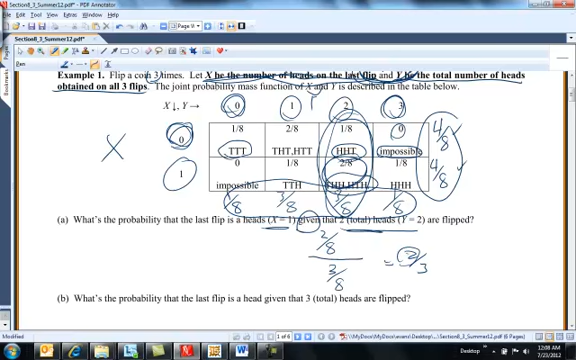 Section8_3_Summer12.pdf* - PDF Annotator
File Edit
Section8_3_Summer12.pdf*
Pen
Example 1. Flip a coin 3 times. Let X be the number of heads on the last flip and Y be the total number of heads
obtained on all 3 flips. The joint probability mass function of X and Y is described in the table below.
X ↓, Y → 0 1 2 3
0 1/8 2/8 1/8 0 4/8
TTT THT,HTT HHT impossible
X
1 0 1/8 2/8 1/8 4/8
impossible TTH THH,HTH HHH
1/8 3/8 3/8 1/8
(a) What's the probability that the last flip is a heads (X = 1) given that 2 (total) heads (Y = 2) are flipped?
2/8
3/8
= 2/3
(b) What's the probability that the last flip is a head given that 3 (total) heads are flipped?
Modified
1 of 6
Desktop
12:08 AM
7/23/2012